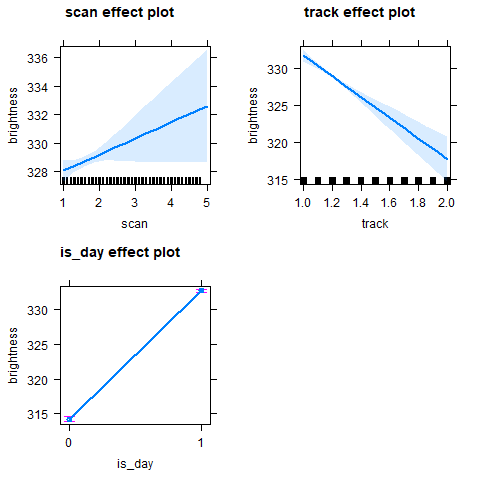 scan effect plot
brightness
336
334
332
330
328
1 2 3 4 5
scan
track effect plot
brightness
330
325
320
315
1.0 1.2 1.4 1.6 1.8 2.0
track
is_day effect plot
brightness
330
325
320
315
0 1
is_day